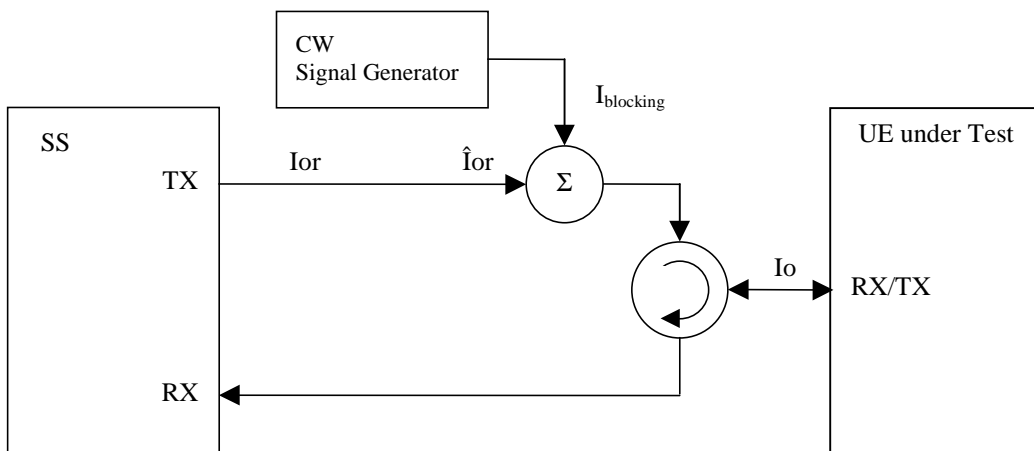 CW
Signal Generator
I_blocking
SS
UE under Test
Ior
Îor
TX
Σ
Io
RX/TX
RX